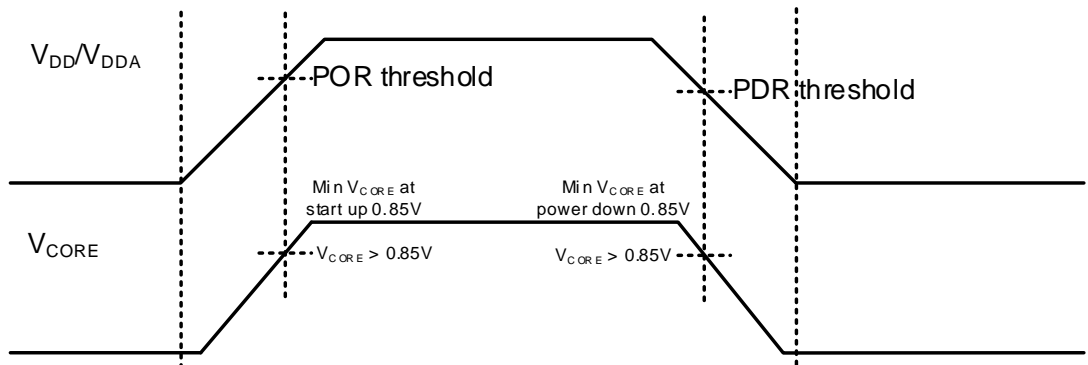 VDD/VDDA
POR threshold
PDR threshold
Min VCORE at
start up 0.85V
Min VCORE at
power down 0.85V
VCORE
VCORE > 0.85V
VCORE > 0.85V